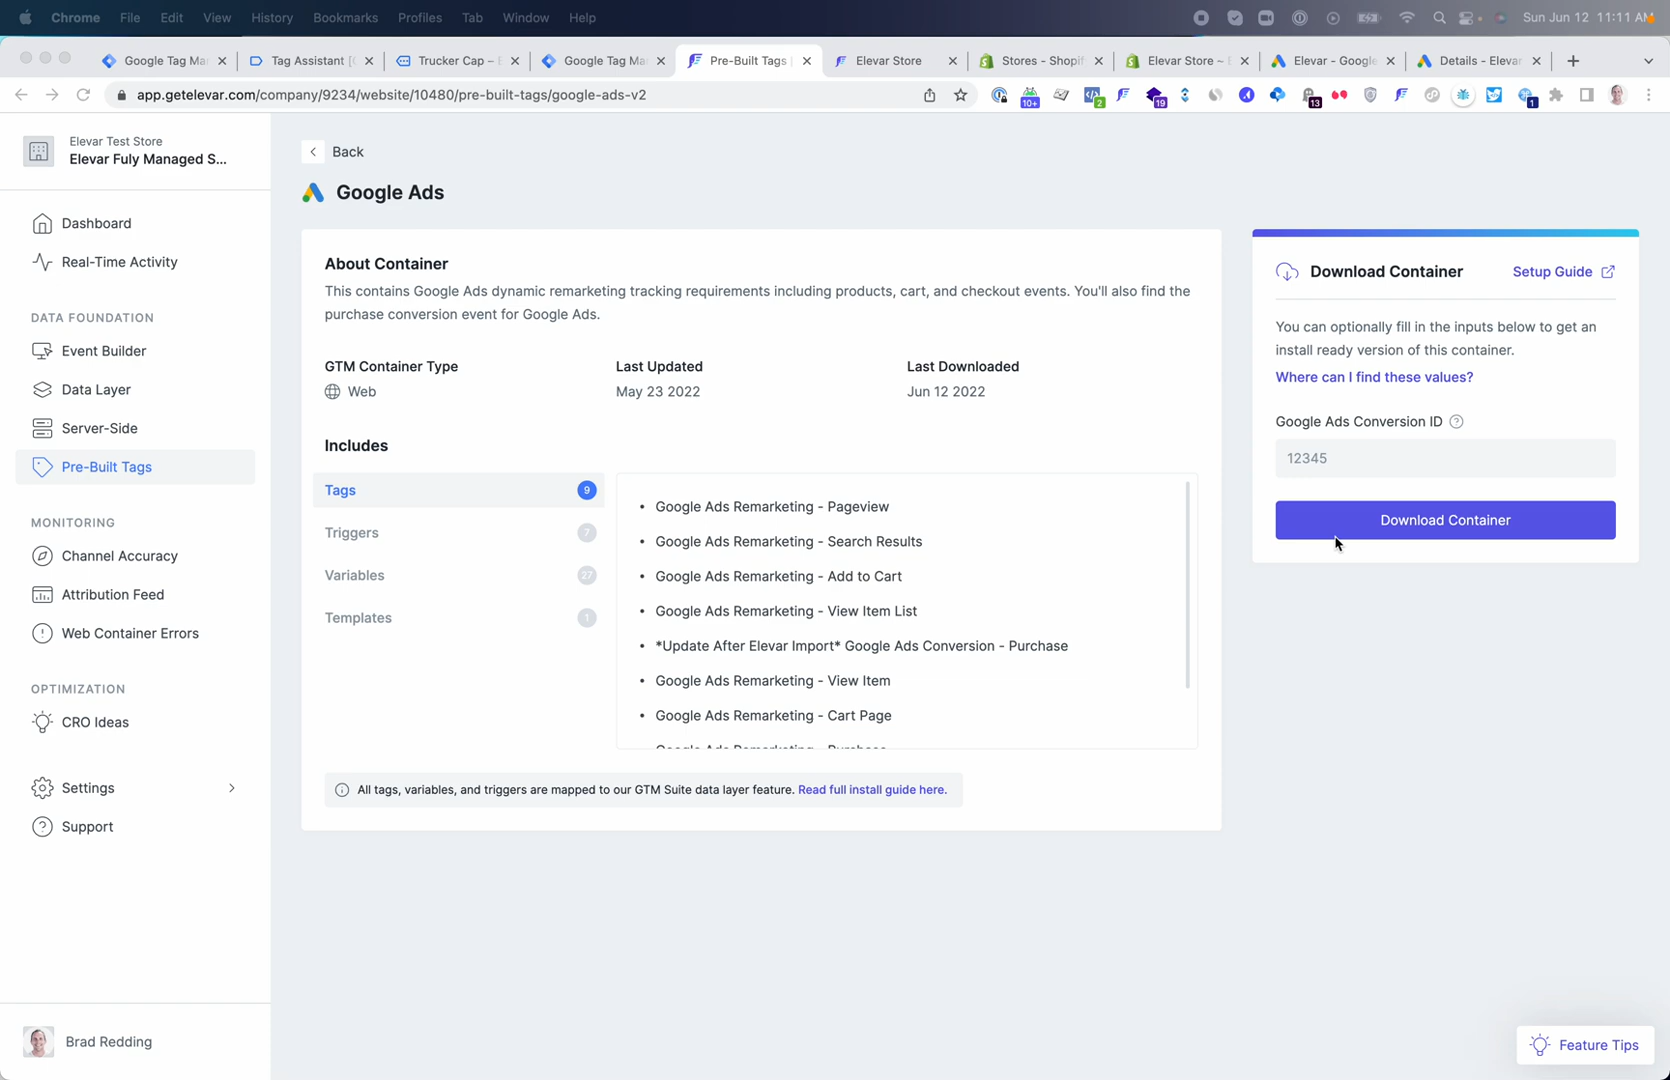 Chrome File Edit View History Bookmarks Profiles Tab Window Help Sun Jun 12 11:11 AM
Google Tag Ma Tag Assistant [ Trucker Cap – E Google Tag Ma Pre-Built Tags Elevar Store Stores - Shopif Elevar Store ~ E Elevar - Google Details - Elevar
app.getelevar.com/company/9234/website/10480/pre-built-tags/google-ads-v2
10+ 2 19 13 1
Elevar Test Store
Elevar Fuly Managed S...
Dashboard
Real-Time Activity
DATA FOUNDATION
Event Builder
Data Layer
Server-Side
Pre-Built Tags
MONITORING
Channel Accuracy
Attribution Feed
Web Container Errors
OPTIMIZATION
CRO Ideas
Settings
Support
Brad Redding
Back
Google Ads
About Container
This contains Google Ads dynamic remarketing tracking requirements including products, cart, and checkout events. You'll also find the
purchase conversion event for Google Ads.
GTM Container Type Last Updated Last Downloaded
Web May 23 2022 Jun 12 2022
Includes
Tags 9
Triggers 7
Variables 27
Templates 1
• Google Ads Remarketing - Pageview
• Google Ads Remarketing - Search Results
• Google Ads Remarketing - Add to Cart
• Google Ads Remarketing - View Item List
• *Update After Elevar Import* Google Ads Conversion - Purchase
• Google Ads Remarketing - View Item
• Google Ads Remarketing - Cart Page
Google Ads Remarketing - Purchase
All tags, variables, and triggers are mapped to our GTM Suite data layer feature. Read full install guide here.
Download Container Setup Guide
You can optionally fill in the inputs below to get an
install ready version of this container.
Where can I find these values?
Google Ads Conversion ID
12345
Download Container
Feature Tips